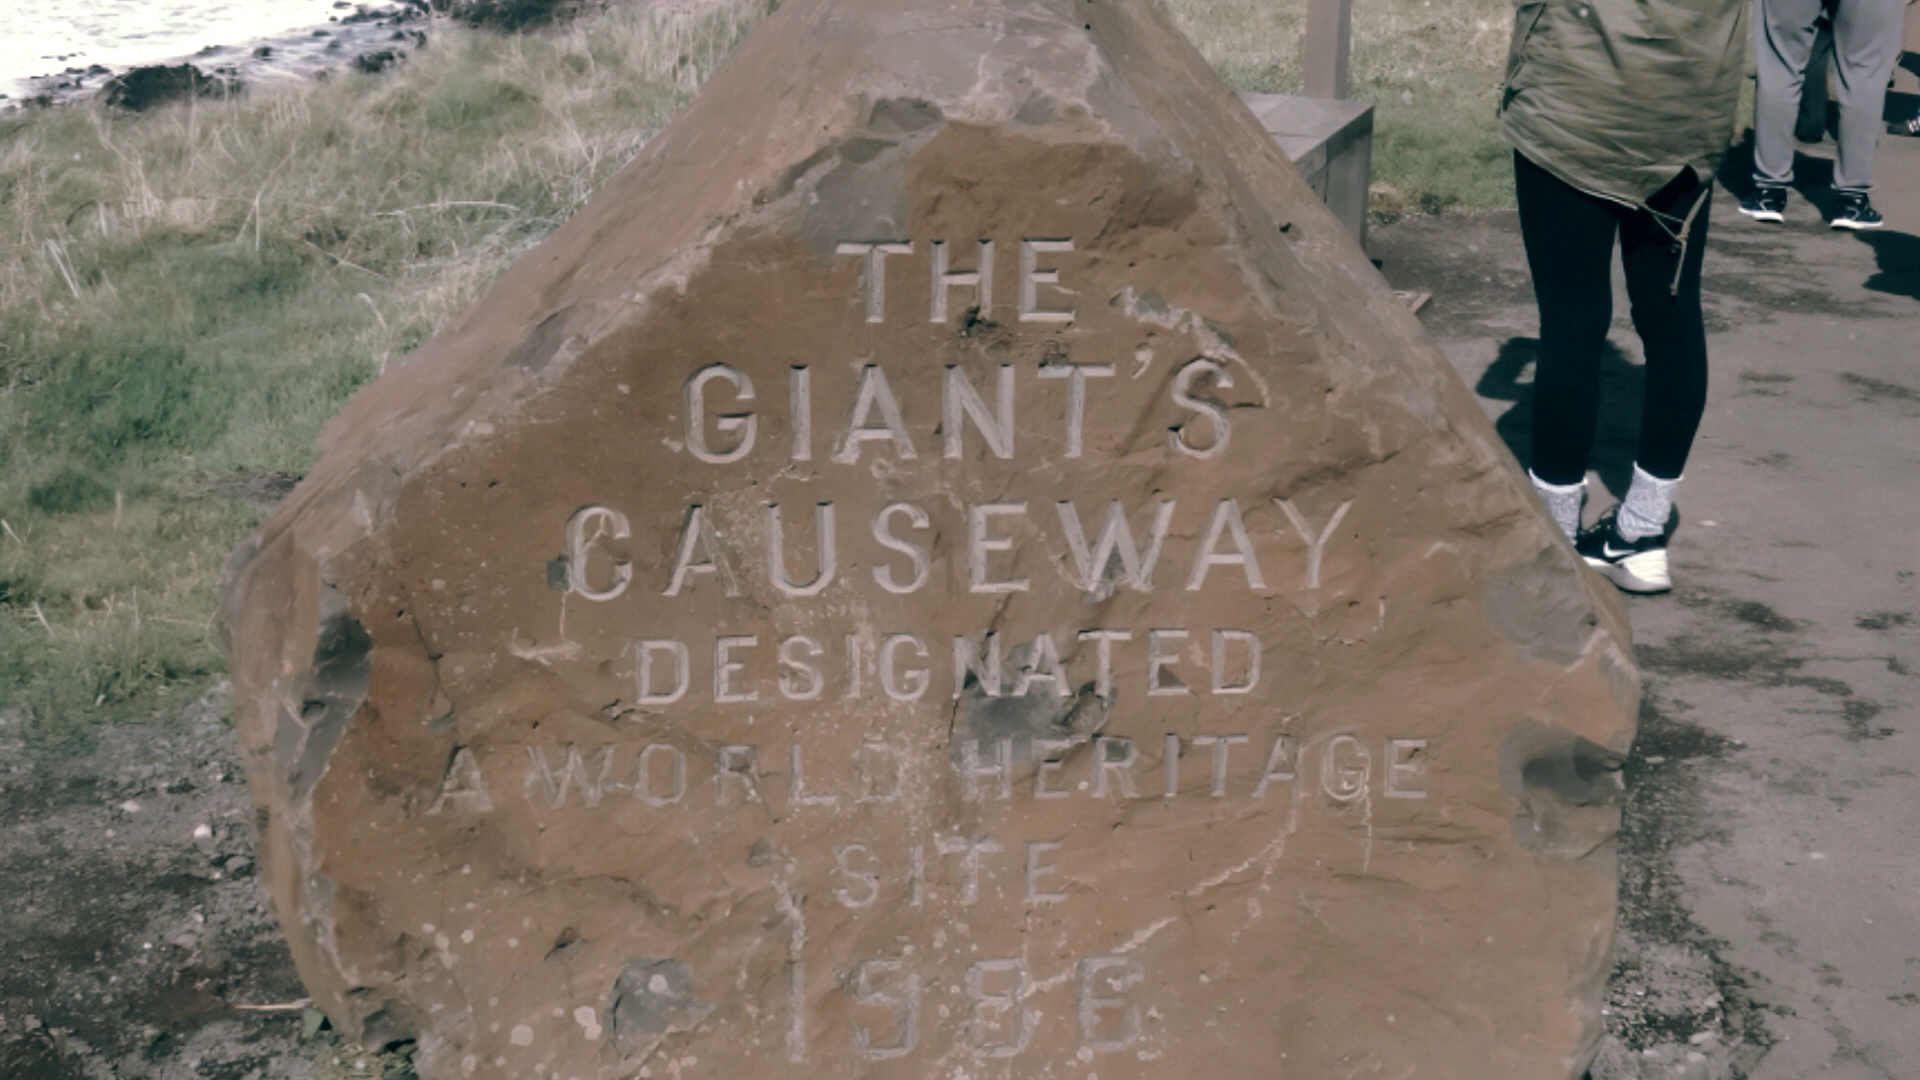 THE
GIANT'S
CAUSEWAY
DESIGNATED
A WORLD HERITAGE
SITE
1986